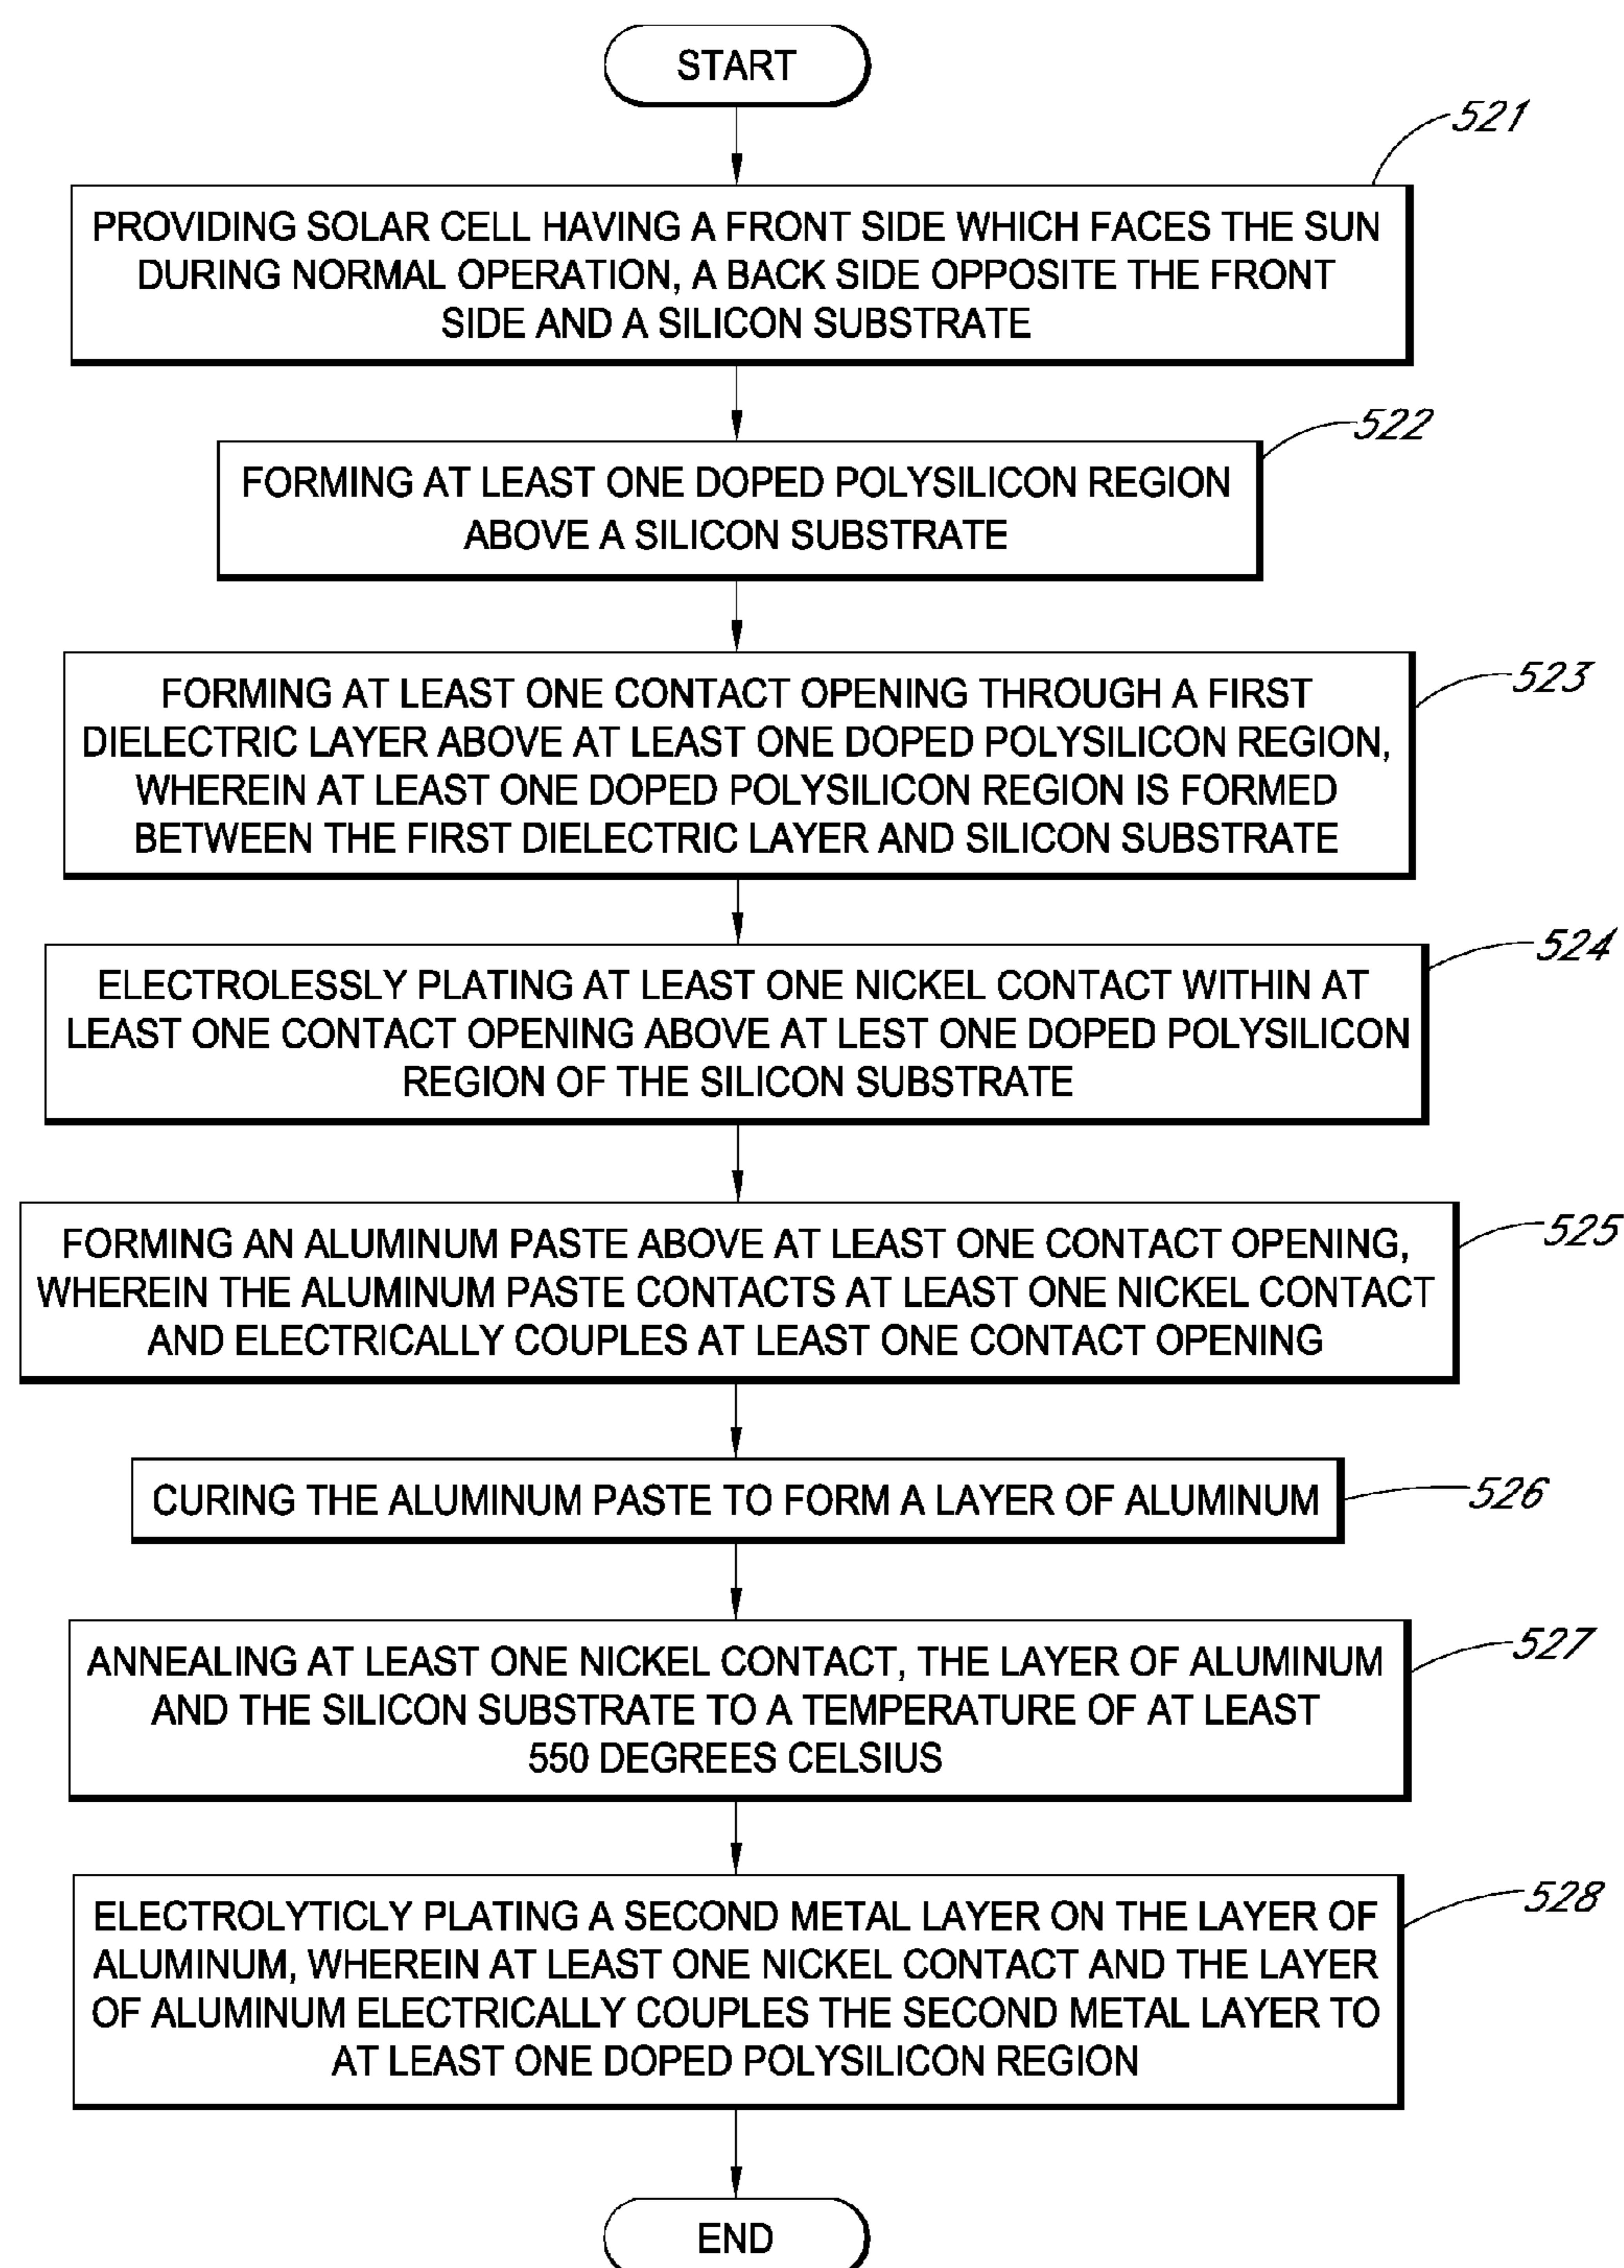 START
521
PROVIDING SOLAR CELL HAVING A FRONT SIDE WHICH FACES THE SUN
DURING NORMAL OPERATION, A BACK SIDE OPPOSITE THE FRONT
SIDE AND A SILICON SUBSTRATE
522
FORMING AT LEAST ONE DOPED POLYSILICON REGION
ABOVE A SILICON SUBSTRATE
523
FORMING AT LEAST ONE CONTACT OPENING THROUGH A FIRST
DIELECTRIC LAYER ABOVE AT LEAST ONE DOPED POLYSILICON REGION,
WHEREIN AT LEAST ONE DOPED POLYSILICON REGION IS FORMED
BETWEEN THE FIRST DIELECTRIC LAYER AND SILICON SUBSTRATE
524
ELECTROLESSLY PLATING AT LEAST ONE NICKEL CONTACT WITHIN AT
LEAST ONE CONTACT OPENING ABOVE AT LEST ONE DOPED POLYSILICON
REGION OF THE SILICON SUBSTRATE
525
FORMING AN ALUMINUM PASTE ABOVE AT LEAST ONE CONTACT OPENING,
WHEREIN THE ALUMINUM PASTE CONTACTS AT LEAST ONE NICKEL CONTACT
AND ELECTRICALLY COUPLES AT LEAST ONE CONTACT OPENING
526
CURING THE ALUMINUM PASTE TO FORM A LAYER OF ALUMINUM
527
ANNEALING AT LEAST ONE NICKEL CONTACT, THE LAYER OF ALUMINUM
AND THE SILICON SUBSTRATE TO A TEMPERATURE OF AT LEAST
550 DEGREES CELSIUS
528
ELECTROLYTICLY PLATING A SECOND METAL LAYER ON THE LAYER OF
ALUMINUM, WHEREIN AT LEAST ONE NICKEL CONTACT AND THE LAYER
OF ALUMINUM ELECTRICALLY COUPLES THE SECOND METAL LAYER TO
AT LEAST ONE DOPED POLYSILICON REGION
END